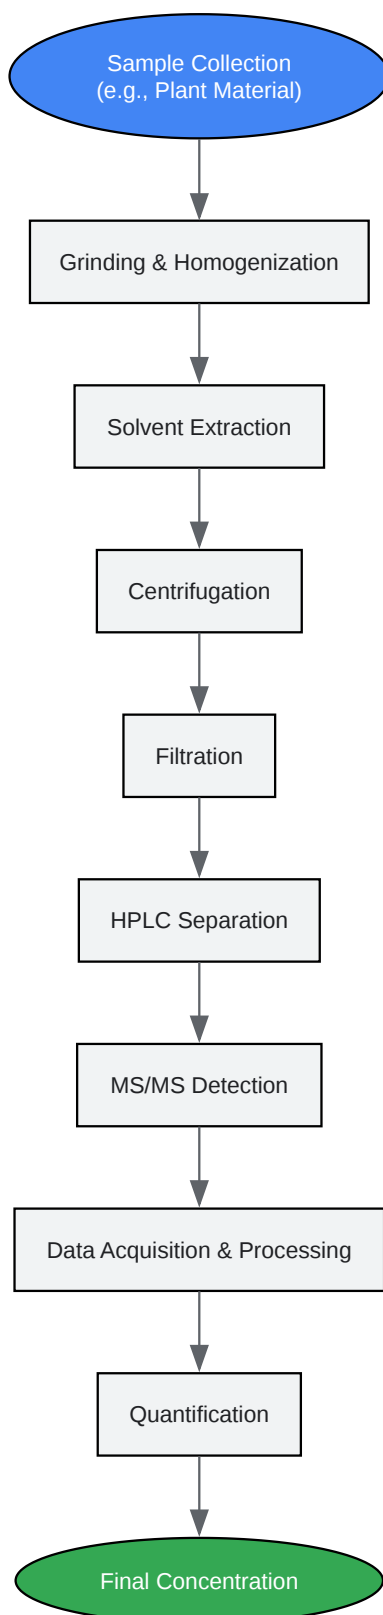 Sample Collection
(e.g., Plant Material)
Grinding & Homogenization
Solvent Extraction
Centrifugation
Filtration
HPLC Separation
MS/MS Detection
Data Acquisition & Processing
Quantification
Final Concentration